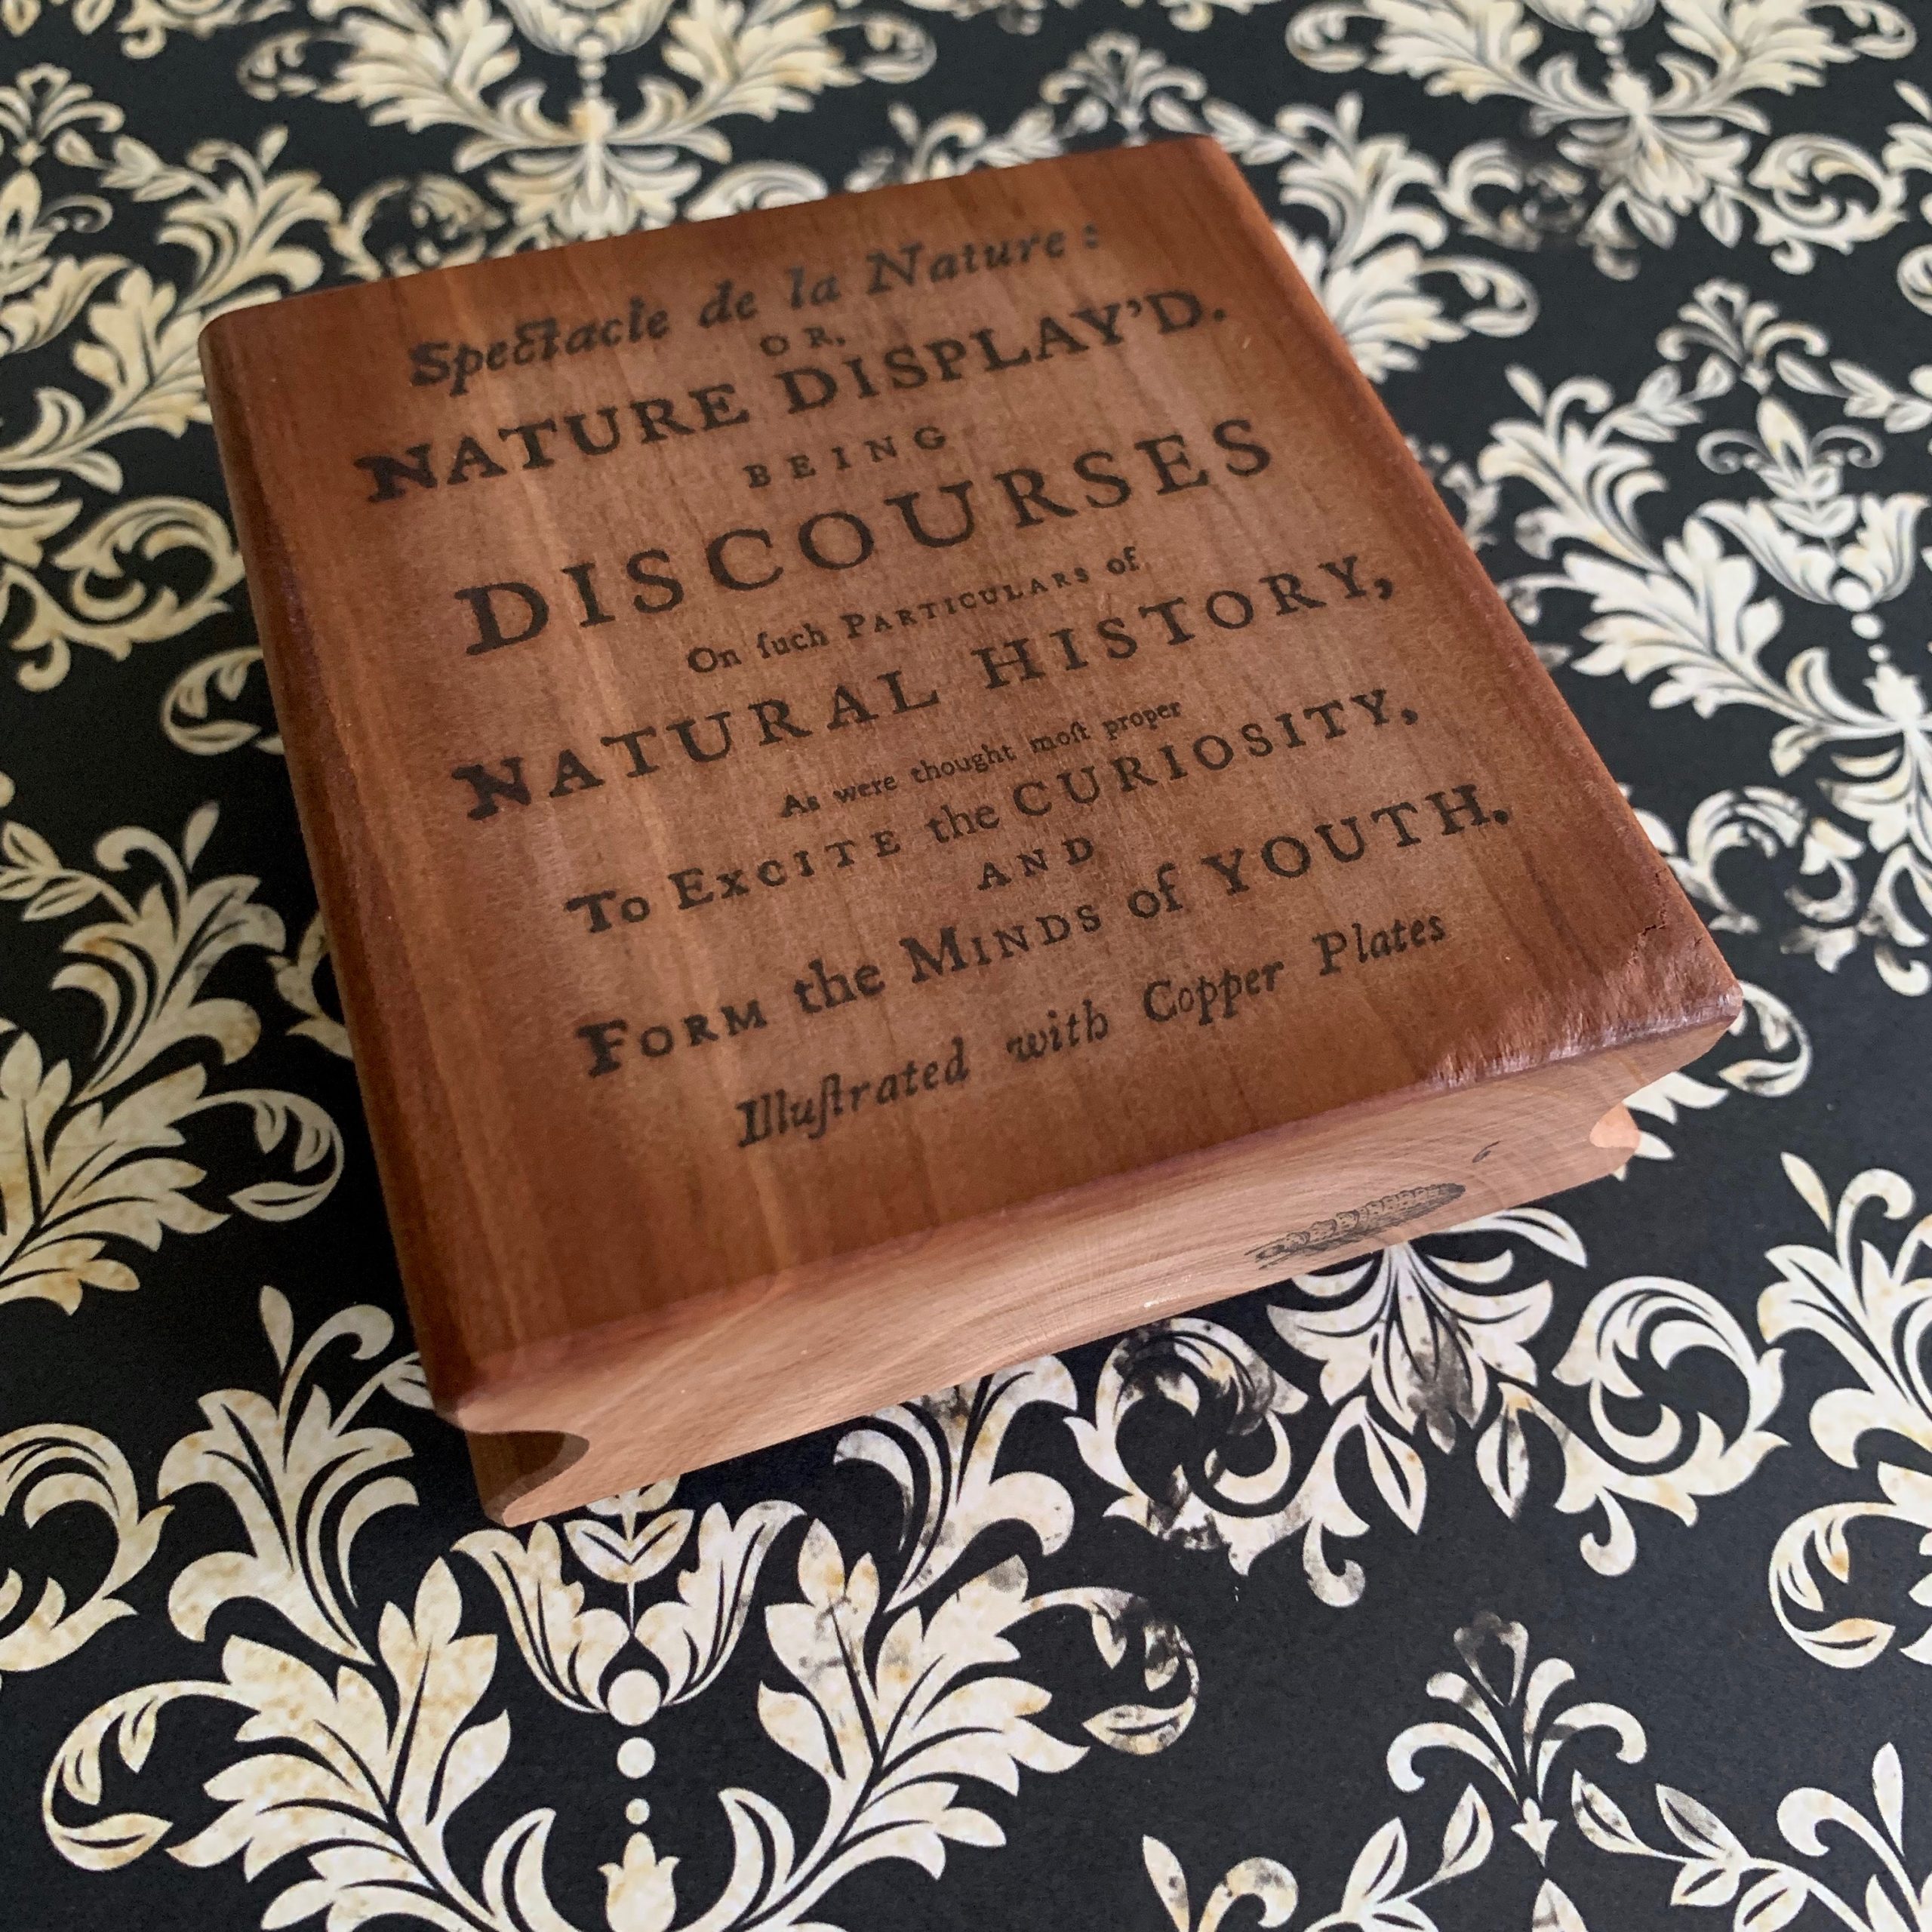 Spectacle de la Nature :
OR,
NATURE DISPLAY'D.
BEING
DISCOURSES
On ſuch PARTICULARS of
NATURAL HISTORY,
As were thought moſt proper
To EXCITE the CURIOSITY,
AND
FORM the MINDS of YOUTH.
Illuſtrated with Copper Plates